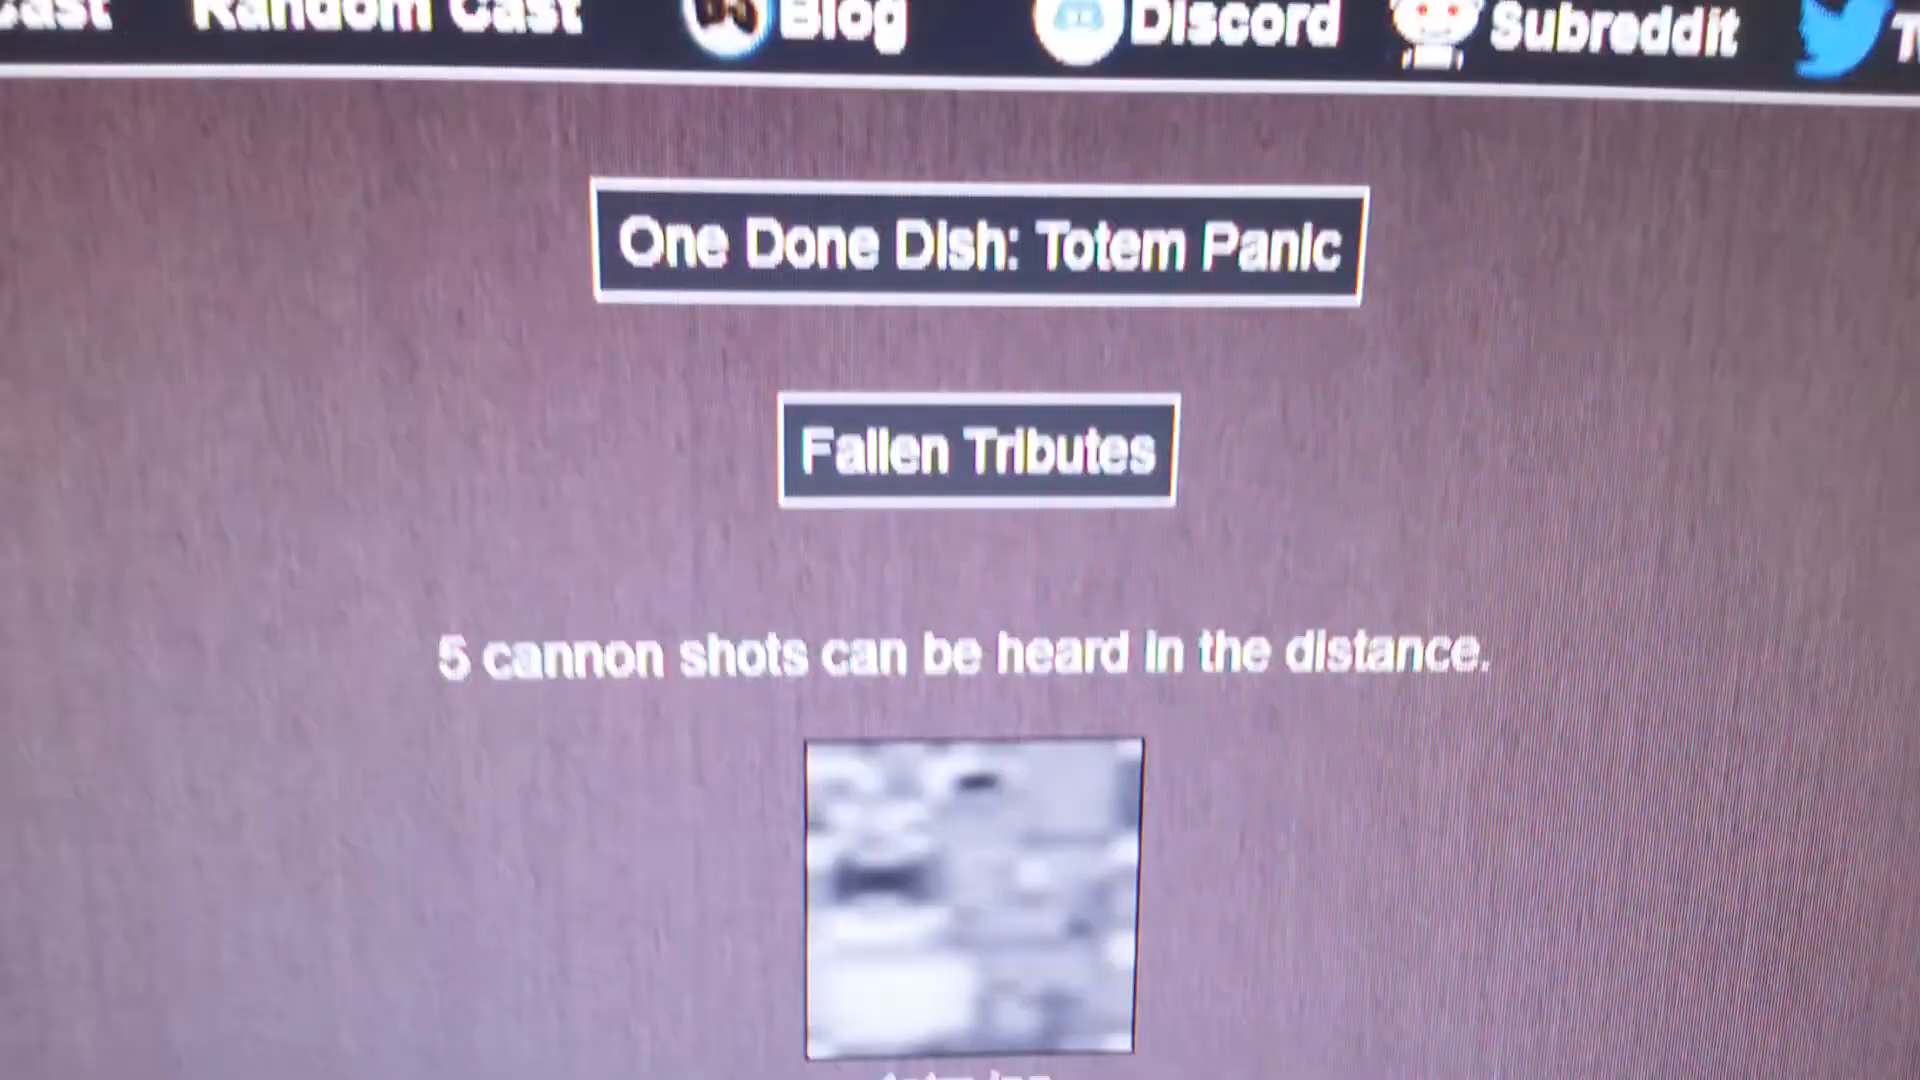 Random Cast Blog Discord Subreddit
One Done Dish: Totem Panic
Fallen Tributes
5 cannon shots can be heard in the distance.